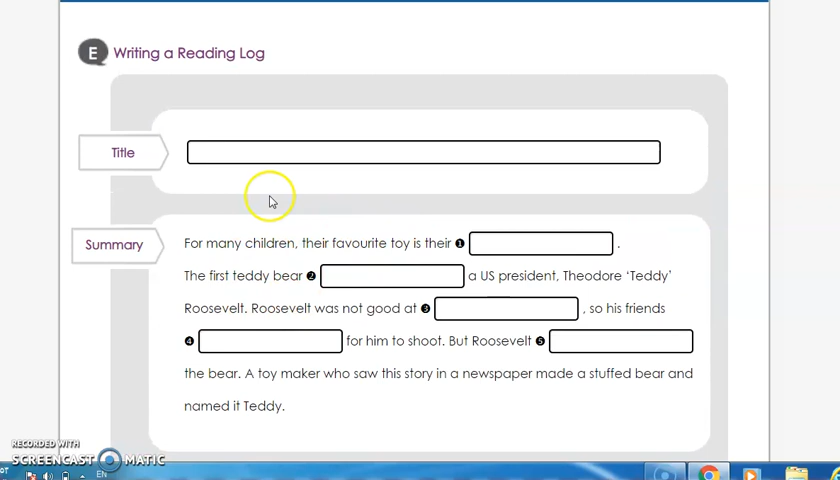 E Writing a Reading Log
Title
Summary
For many children, their favourite toy is their ❶ .
The first teddy bear ❷ a US president, Theodore ‘Teddy’
Roosevelt. Roosevelt was not good at ❸ , so his friends
❹ for him to shoot. But Roosevelt ❺
the bear. A toy maker who saw this story in a newspaper made a stuffed bear and
named it Teddy.
RECORDED WITH
SCREENCAST MATIC
EN